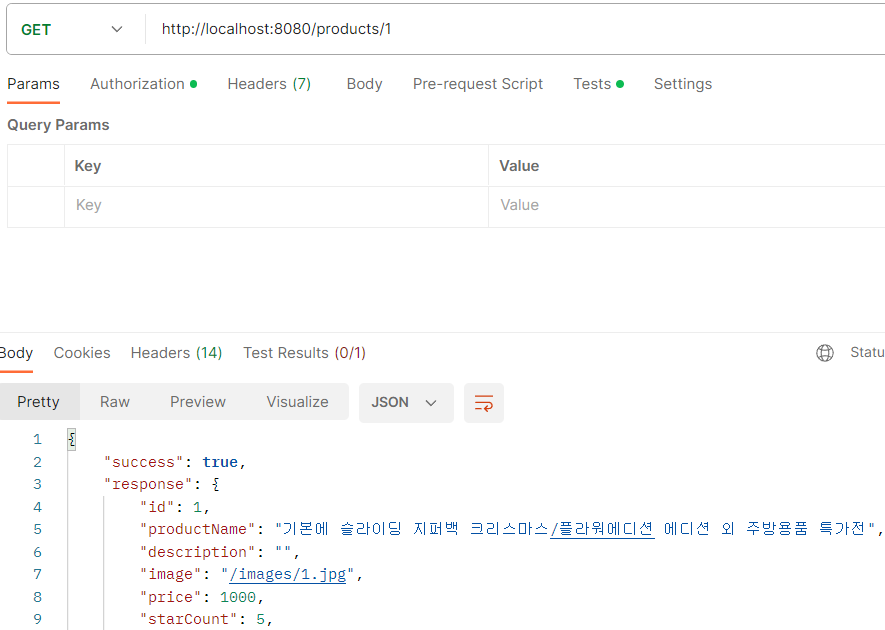 GET http://localhost:8080/products/1
Params Authorization Headers (7) Body Pre-request Script Tests Settings
Query Params
Key Value
Key Value
Body Cookies Headers (14) Test Results (0/1) Statu
Pretty Raw Preview Visualize JSON
1 {
2 "success": true,
3 "response": {
4 "id": 1,
5 "productName": "기본에 슬라이딩 지퍼백 크리스마스/플라워에디션 에디션 외 주방용품 특가전",
6 "description": "",
7 "image": "/images/1.jpg",
8 "price": 1000,
9 "starCount": 5,